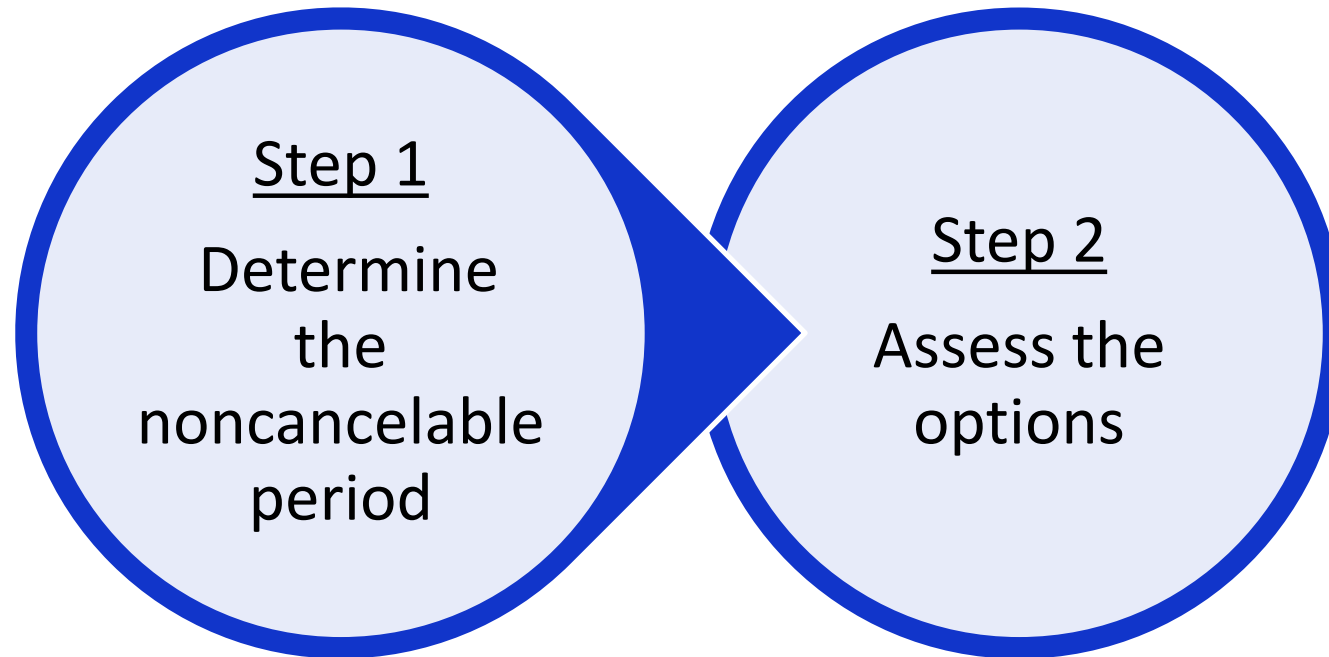 Step 1
Determine
the
noncancelable
period
Step 2
Assess the
options